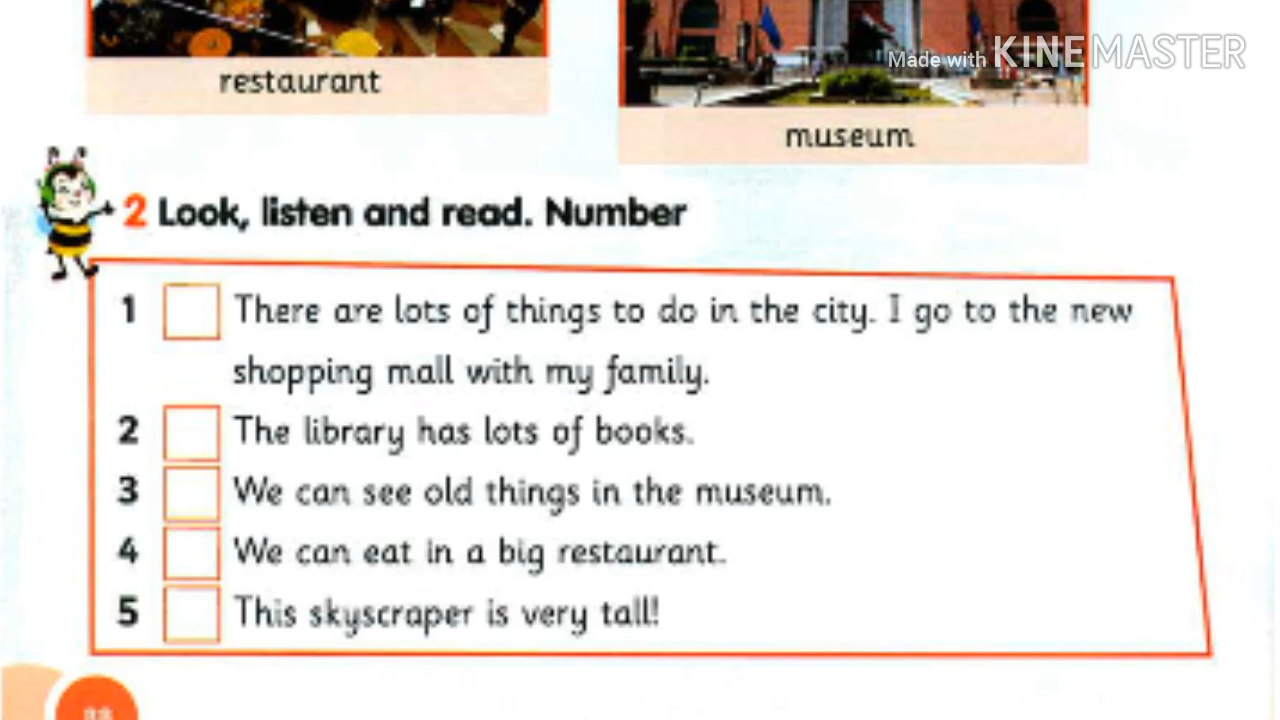 Made with KINEMASTER
restaurant
museum
2 Look, listen and read. Number
1 There are lots of things to do in the city. I go to the new
shopping mall with my family.
2 The library has lots of books.
3 We can see old things in the museum.
4 We can eat in a big restaurant.
5 This skyscraper is very tall!